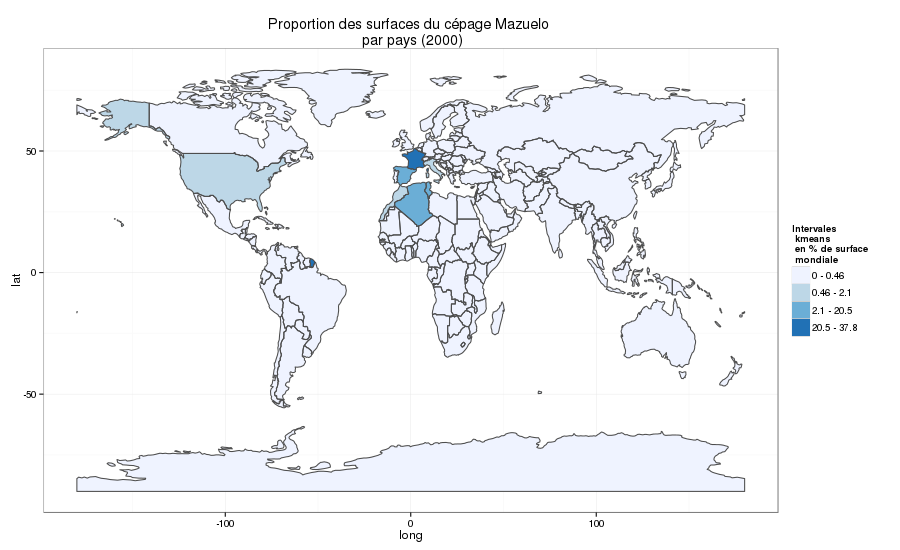 Proportion des surfaces du cépage Mazuelo
par pays (2000)
50
0
-50
lat
-100
0
100
long
Intervales
kmeans
en % de surface
mondiale
0 - 0.46
0.46 - 2.1
2.1 - 20.5
20.5 - 37.8